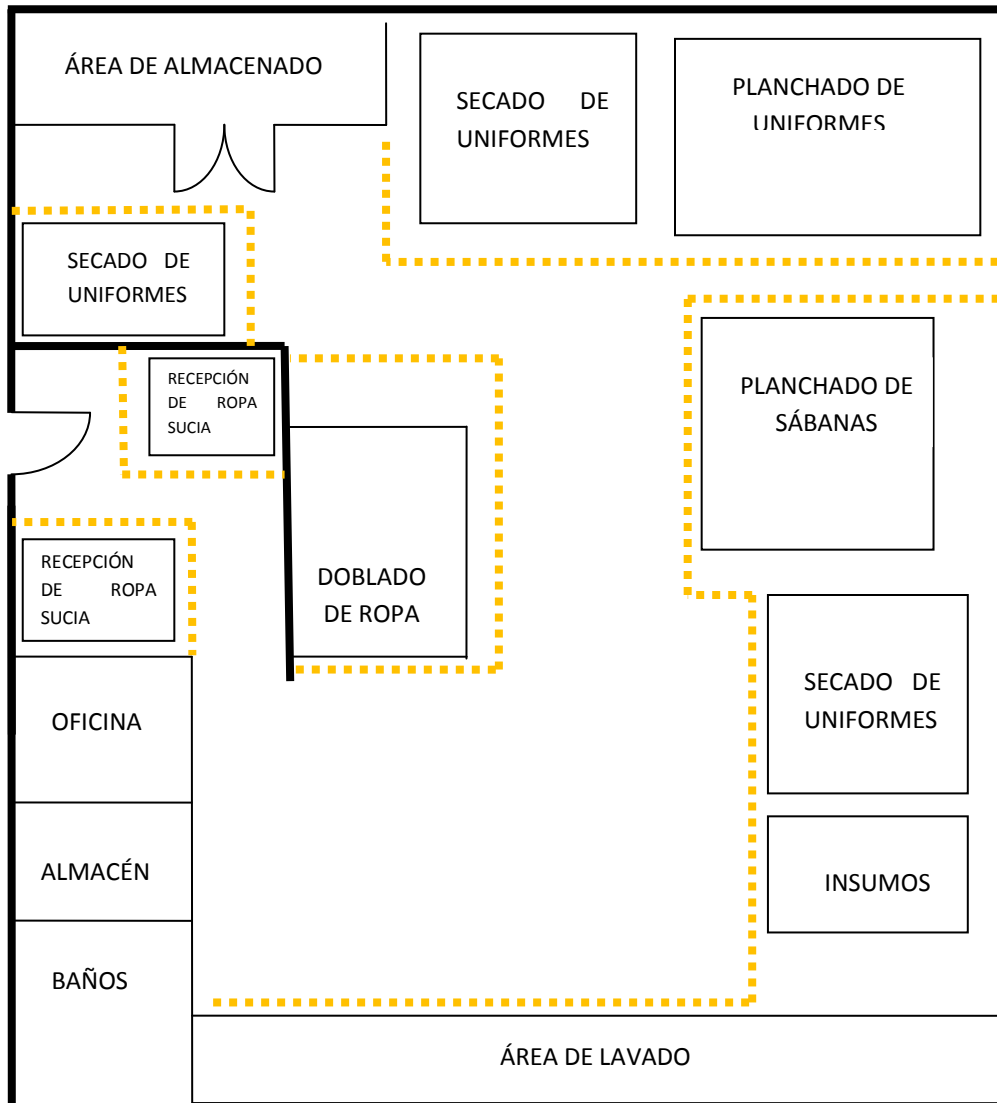 ÁREA DE ALMACENADO
SECADO DE
UNIFORMES
PLANCHADO DE
UNIFORMES
SECADO DE
UNIFORMES
RECEPCIÓN
DE ROPA
SUCIA
PLANCHADO DE
SÁBANAS
RECEPCIÓN
DE ROPA
SUCIA
DOBLADO
DE ROPA
OFICINA
SECADO DE
UNIFORMES
ALMACÉN
INSUMOS
BAÑOS
ÁREA DE LAVADO